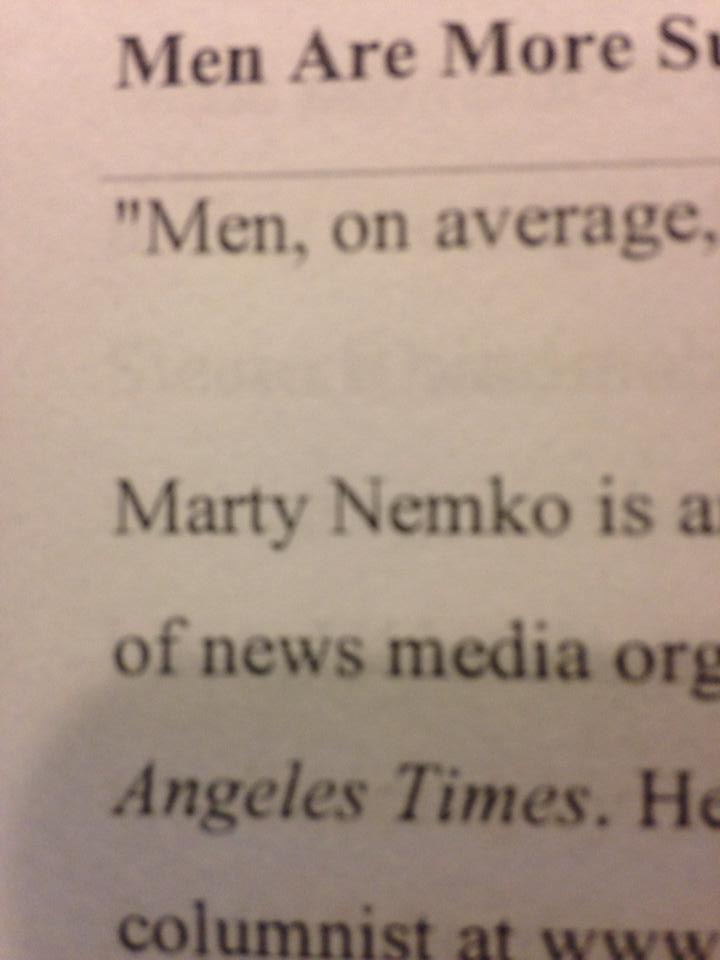 Men Are More Su
"Men, on average,
Marty Nemko is a
of news media org
Angeles Times. He
columnist at www